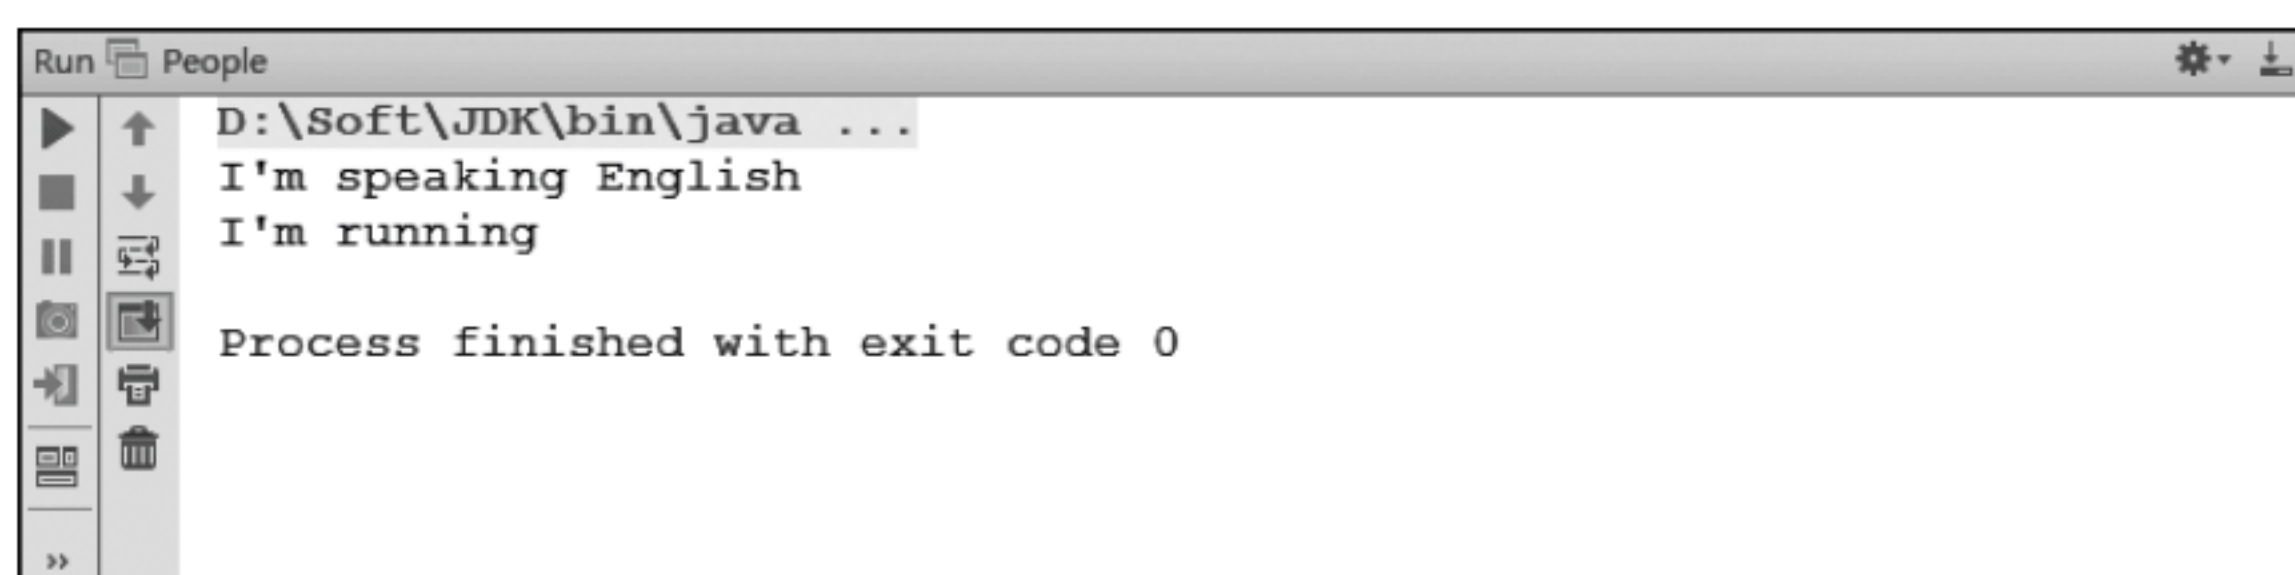 Run People
D:\Soft\JDK\bin\java ...
I'm speaking English
I'm running
Process finished with exit code 0